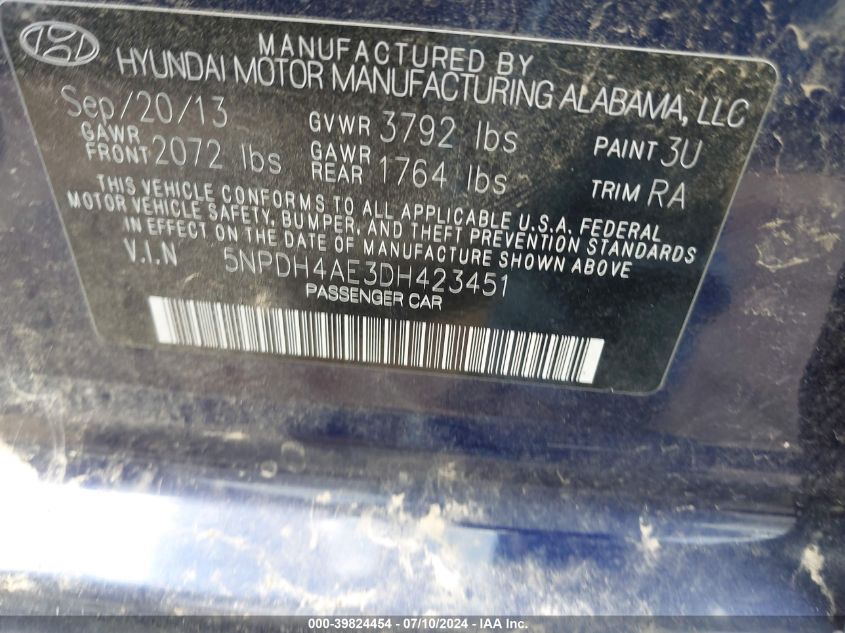 MANUFACTURED BY
HYUNDAI MOTOR MANUFACTURING ALABAMA, LLC
Sep/20/13 GVWR 3792 lbs PAINT 3U
GAWR FRONT 2072 lbs GAWR REAR 1764 lbs TRIM RA
THIS VEHICLE CONFORMS TO ALL APPLICABLE U.S.A. FEDERAL
MOTOR VEHICLE SAFETY, BUMPER, AND THEFT PREVENTION STANDARDS
IN EFFECT ON THE DATE OF MANUFACTURE SHOWN ABOVE
V.I.N 5NPDH4AE3DH423451
PASSENGER CAR
000-39824454 - 07/10/2024 - IAA Inc.